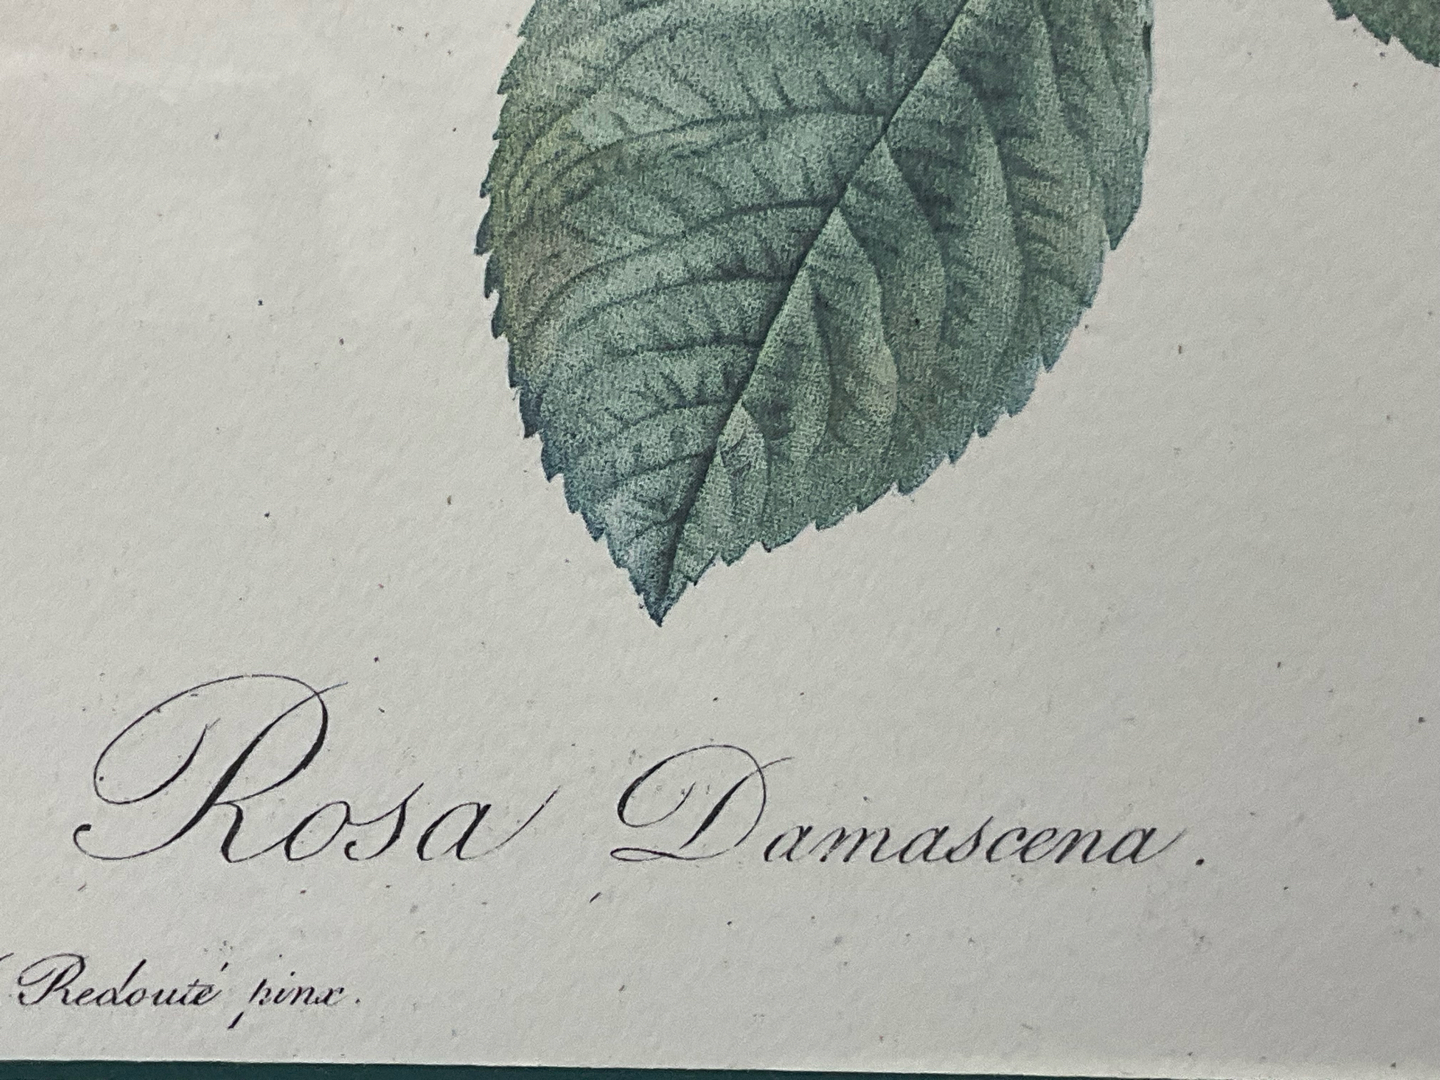 Rosa Damascena.
Redouté pinx.